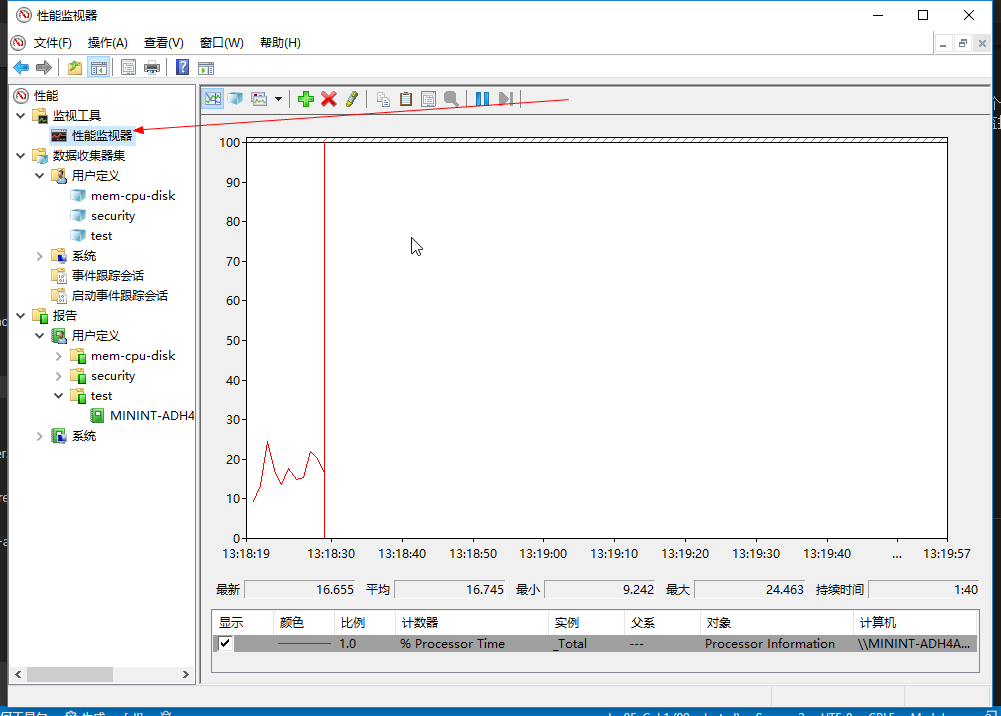 性能监视器
文件(F) 操作(A) 查看(V) 窗口(W) 帮助(H)
性能
监视工具
性能监视器
数据收集器集
用户定义
mem-cpu-disk
security
test
系统
事件跟踪会话
启动事件跟踪会话
报告
用户定义
mem-cpu-disk
security
test
MININT-ADH4
系统
100
90
80
70
60
50
40
30
20
10
0
13:18:19 13:18:30 13:18:40 13:18:50 13:19:00 13:19:10 13:19:20 13:19:30 13:19:40 ... 13:19:57
最新 16.655 平均 16.745 最小 9.242 最大 24.463 持续时间 1:40
显示 颜色 比例 计数器 实例 父系 对象 计算机
1.0 % Processor Time _Total --- Processor Information \\MININT-ADH4A...